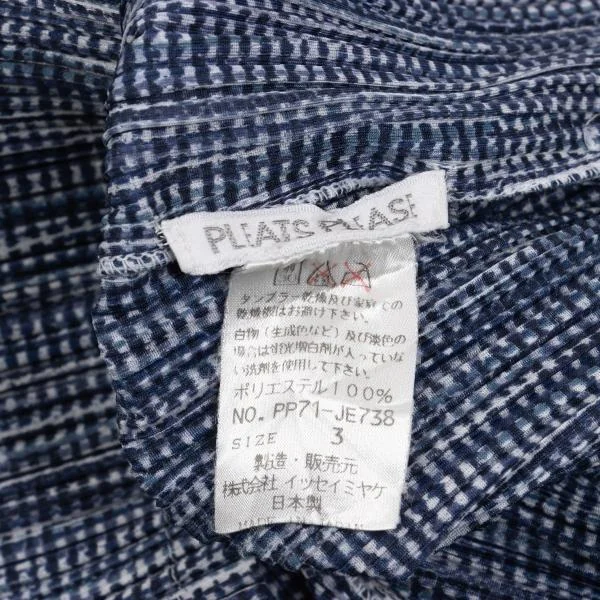 PLEATS PLEASE
タンブラー乾燥及び家庭での
乾燥機はお避け下さい。
白物(生成色など)及び淡色の
場合は蛍光増白剤が入っていな
い洗剤を使用して下さい。
ポリエステル100%
NO. PP71-JE738
SIZE 3
製造・販売元
株式会社 イッセイミヤケ
日本製
MADE IN JAPAN